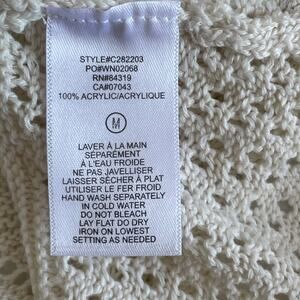 STYLE#C282203
PO#WN02068
RN#84319
CA#07043
100% ACRYLIC/ACRYLIQUE
M
LAVER À LA MAIN
SÉPARÉMENT
À L'EAU FROIDE
NE PAS JAVELLISER
LAISSER SÉCHER À PLAT
UTILISER LE FER FROID
HAND WASH SEPARATELY
IN COLD WATER
DO NOT BLEACH
LAY FLAT DO DRY
IRON ON LOWEST
SETTING AS NEEDED